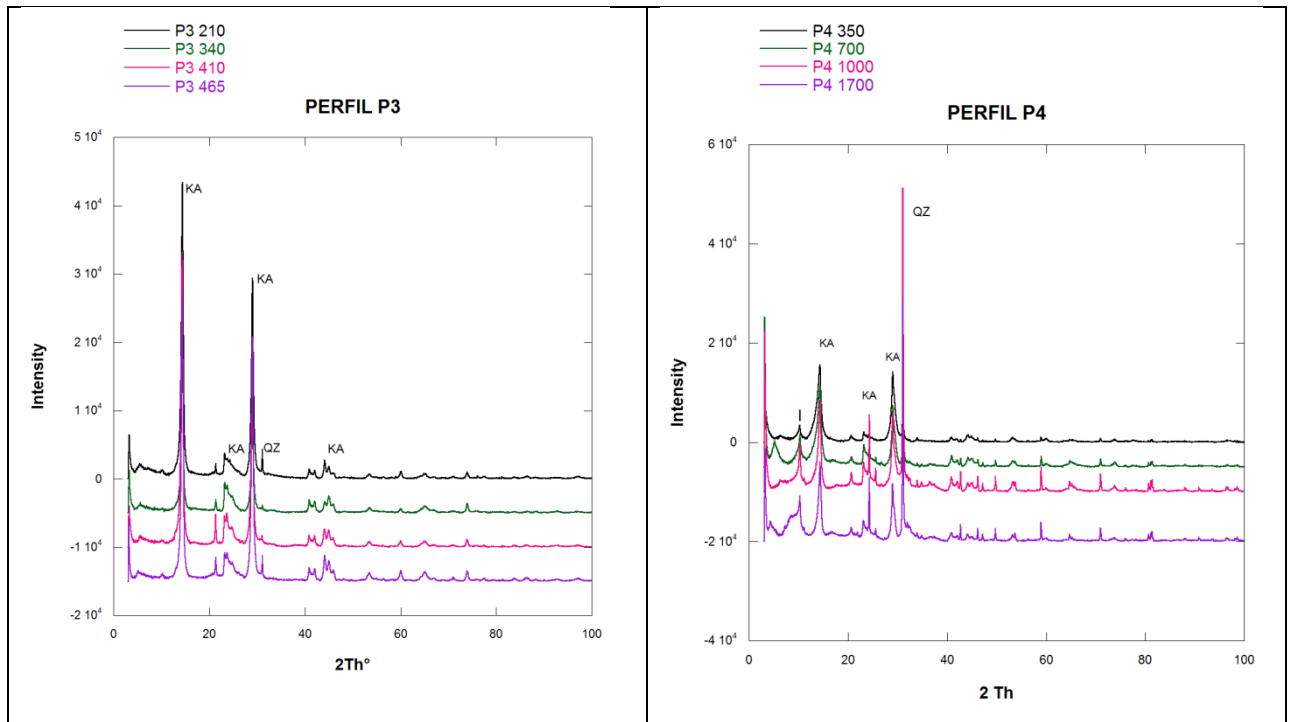 P3 210
P3 340
P3 410
P3 465
PERFIL P3
5 10⁴
4 10⁴
3 10⁴
2 10⁴
1 10⁴
0
-1 10⁴
-2 10⁴
Intensity
KA
KA
KA
QZ
KA
0 20 40 60 80 100
2Th°
P4 350
P4 700
P4 1000
P4 1700
PERFIL P4
6 10⁴
4 10⁴
2 10⁴
0
-2 10⁴
-4 10⁴
Intensity
QZ
KA
KA
KA
I
0 20 40 60 80 100
2 Th